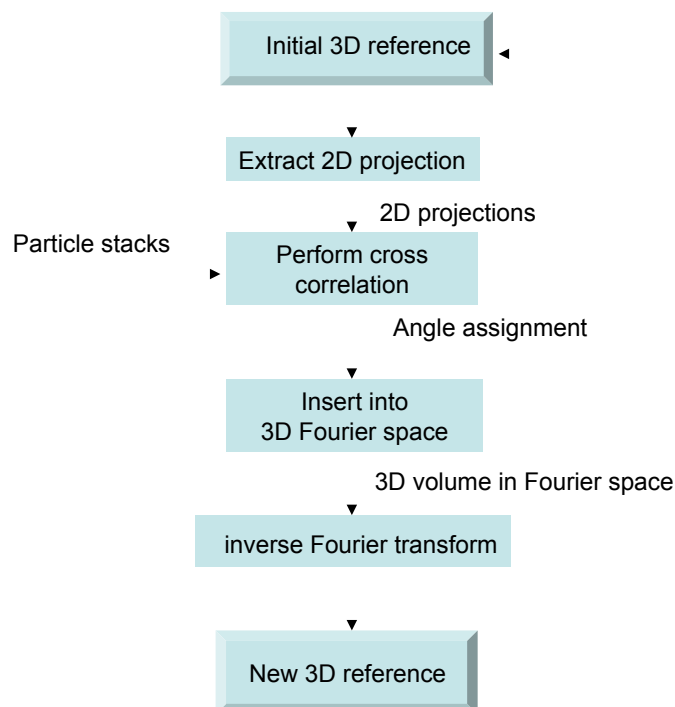 Initial 3D reference
Extract 2D projection
2D projections
Particle stacks
Perform cross
correlation
Angle assignment
Insert into
3D Fourier space
3D volume in Fourier space
inverse Fourier transform
New 3D reference